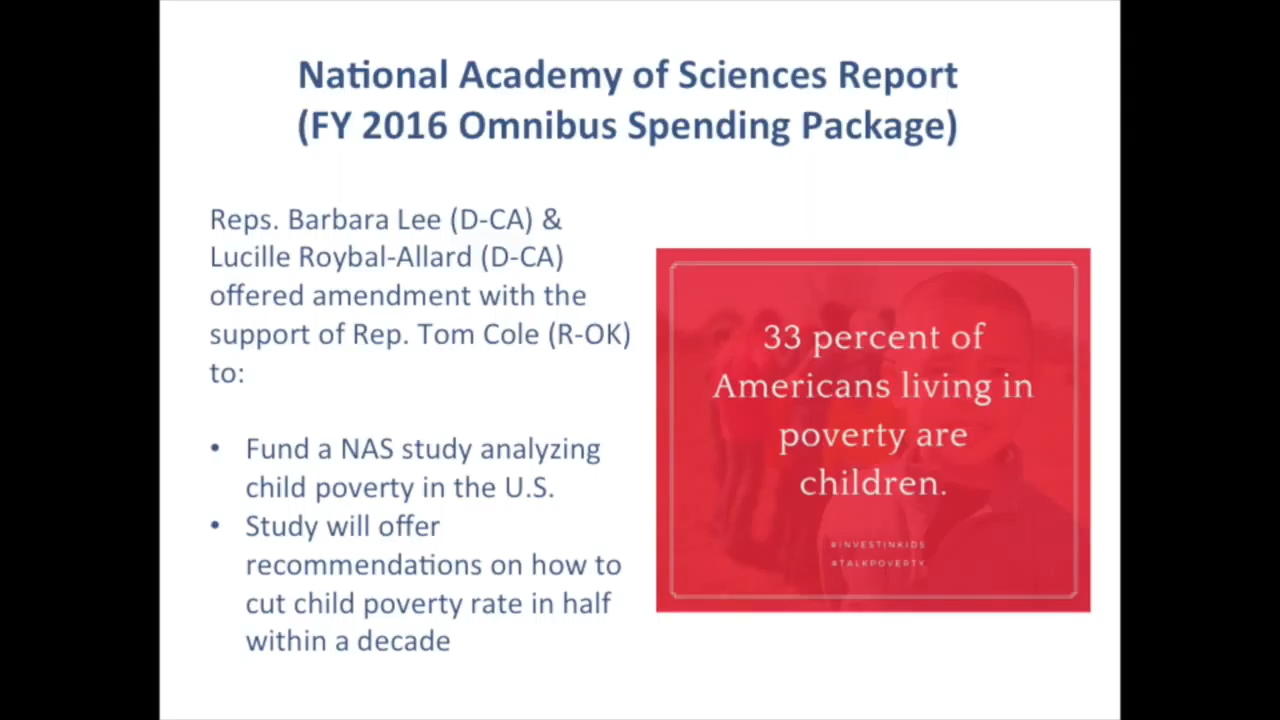 National Academy of Sciences Report
(FY 2016 Omnibus Spending Package)
Reps. Barbara Lee (D-CA) &
Lucille Roybal-Allard (D-CA)
offered amendment with the
support of Rep. Tom Cole (R-OK)
to:
• Fund a NAS study analyzing
child poverty in the U.S.
• Study will offer
recommendations on how to
cut child poverty rate in half
within a decade
33 percent of
Americans living in
poverty are
children.
#INVESTINKIDS
#TALKPOVERTY